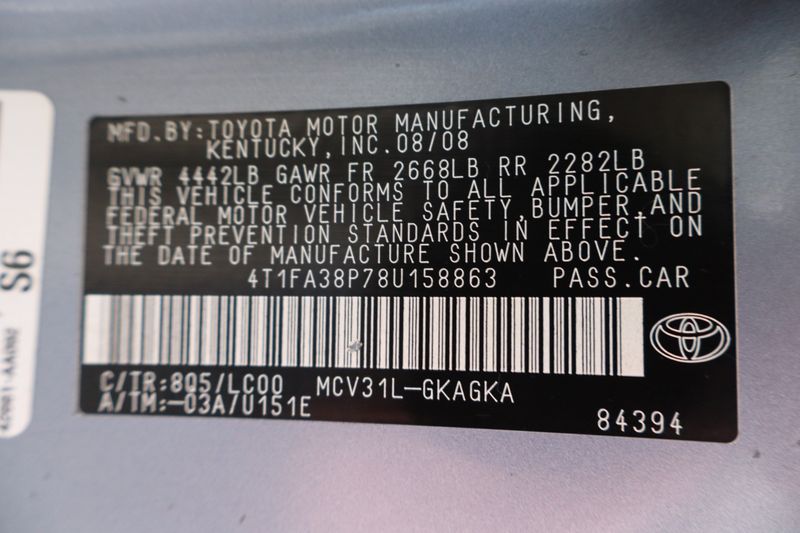 MFD.BY:TOYOTA MOTOR MANUFACTURING,
KENTUCKY,INC.08/08
GVWR 4442LB GAWR FR 2668LB RR 2282LB
THIS VEHICLE CONFORMS TO ALL APPLICABLE
FEDERAL MOTOR VEHICLE SAFETY,BUMPER,AND
THEFT PREVENTION STANDARDS IN EFFECT ON
THE DATE OF MANUFACTURE SHOWN ABOVE.
4T1FA38P78U158863 PASS.CAR
C/TR:8Q5/LC00 MCV31L-GKAGKA
A/TM:-03A/U151E
84394
S6